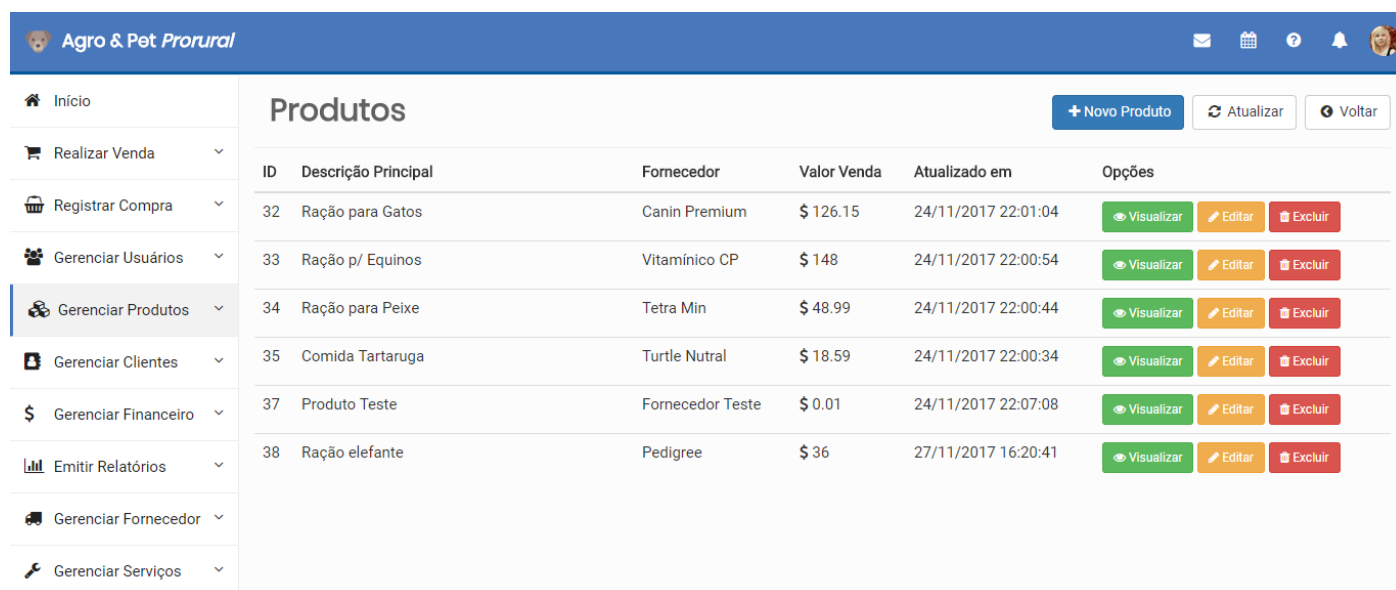 Agro & Pet Prorural
Início
Realizar Venda
Registrar Compra
Gerenciar Usuários
Gerenciar Produtos
Gerenciar Clientes
Gerenciar Financeiro
Emitir Relatórios
Gerenciar Fornecedor
Gerenciar Serviços
Produtos
Novo Produto Atualizar Voltar
ID Descrição Principal Fornecedor Valor Venda Atualizado em Opções
32 Ração para Gatos Canin Premium $ 126.15 24/11/2017 22:01:04 Visualizar Editar Excluir
33 Ração p/ Equinos Vitamínico CP $ 148 24/11/2017 22:00:54 Visualizar Editar Excluir
34 Ração para Peixe Tetra Min $ 48.99 24/11/2017 22:00:44 Visualizar Editar Excluir
35 Comida Tartaruga Turtle Nutral $ 18.59 24/11/2017 22:00:34 Visualizar Editar Excluir
37 Produto Teste Fornecedor Teste $ 0.01 24/11/2017 22:07:08 Visualizar Editar Excluir
38 Ração elefante Pedigree $ 36 27/11/2017 16:20:41 Visualizar Editar Excluir